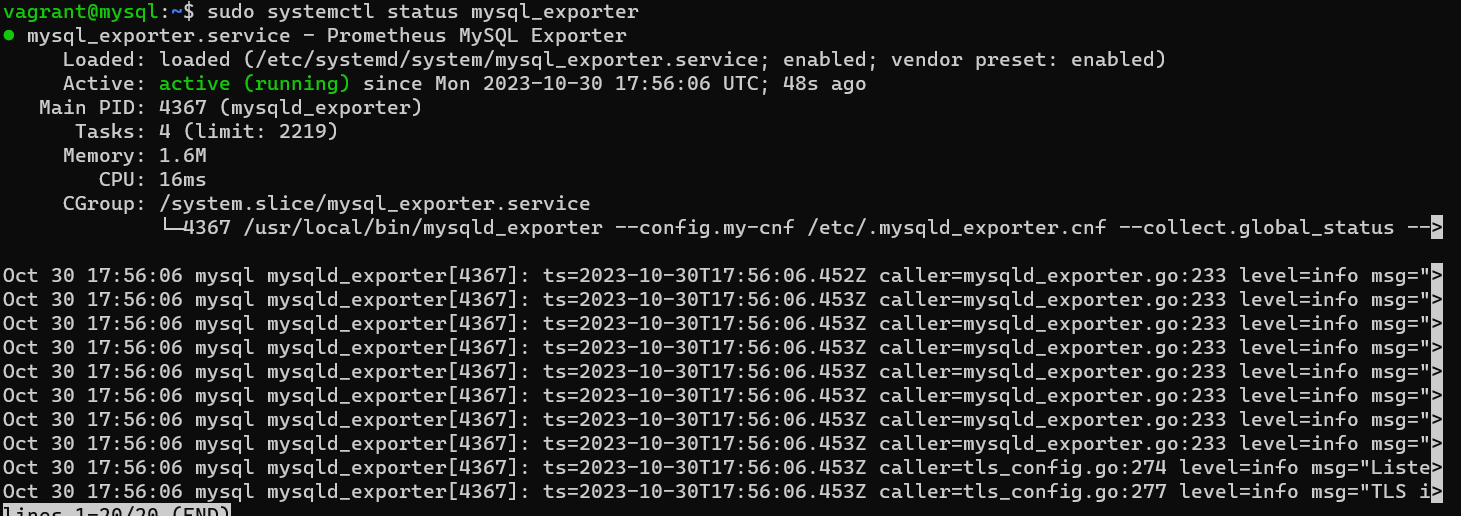 vagrant@mysql:~$ sudo systemctl status mysql_exporter
● mysql_exporter.service - Prometheus MySQL Exporter
     Loaded: loaded (/etc/systemd/system/mysql_exporter.service; enabled; vendor preset: enabled)
     Active: active (running) since Mon 2023-10-30 17:56:06 UTC; 48s ago
   Main PID: 4367 (mysqld_exporter)
      Tasks: 4 (limit: 2219)
     Memory: 1.6M
        CPU: 16ms
     CGroup: /system.slice/mysql_exporter.service
             └─4367 /usr/local/bin/mysqld_exporter --config.my-cnf /etc/.mysqld_exporter.cnf --collect.global_status -->
Oct 30 17:56:06 mysql mysqld_exporter[4367]: ts=2023-10-30T17:56:06.452Z caller=mysqld_exporter.go:233 level=info msg=">
Oct 30 17:56:06 mysql mysqld_exporter[4367]: ts=2023-10-30T17:56:06.453Z caller=mysqld_exporter.go:233 level=info msg=">
Oct 30 17:56:06 mysql mysqld_exporter[4367]: ts=2023-10-30T17:56:06.453Z caller=mysqld_exporter.go:233 level=info msg=">
Oct 30 17:56:06 mysql mysqld_exporter[4367]: ts=2023-10-30T17:56:06.453Z caller=mysqld_exporter.go:233 level=info msg=">
Oct 30 17:56:06 mysql mysqld_exporter[4367]: ts=2023-10-30T17:56:06.453Z caller=mysqld_exporter.go:233 level=info msg=">
Oct 30 17:56:06 mysql mysqld_exporter[4367]: ts=2023-10-30T17:56:06.453Z caller=mysqld_exporter.go:233 level=info msg=">
Oct 30 17:56:06 mysql mysqld_exporter[4367]: ts=2023-10-30T17:56:06.453Z caller=mysqld_exporter.go:233 level=info msg=">
Oct 30 17:56:06 mysql mysqld_exporter[4367]: ts=2023-10-30T17:56:06.453Z caller=mysqld_exporter.go:233 level=info msg=">
Oct 30 17:56:06 mysql mysqld_exporter[4367]: ts=2023-10-30T17:56:06.453Z caller=tls_config.go:274 level=info msg="Liste>
Oct 30 17:56:06 mysql mysqld_exporter[4367]: ts=2023-10-30T17:56:06.453Z caller=tls_config.go:277 level=info msg="TLS i>
lines 1-20/20 (END)